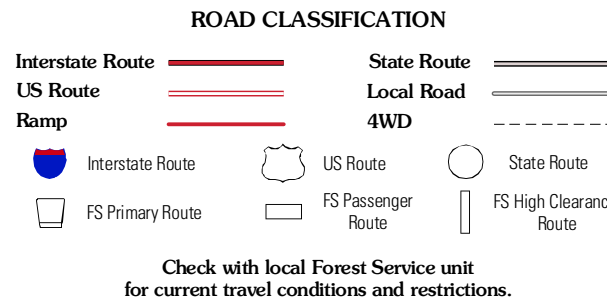 ROAD CLASSIFICATION
Interstate Route State Route
US Route Local Road
Ramp 4WD
Interstate Route US Route State Route
FS Primary Route FS Passenger Route FS High Clearanc Route
Check with local Forest Service unit
for current travel conditions and restrictions.